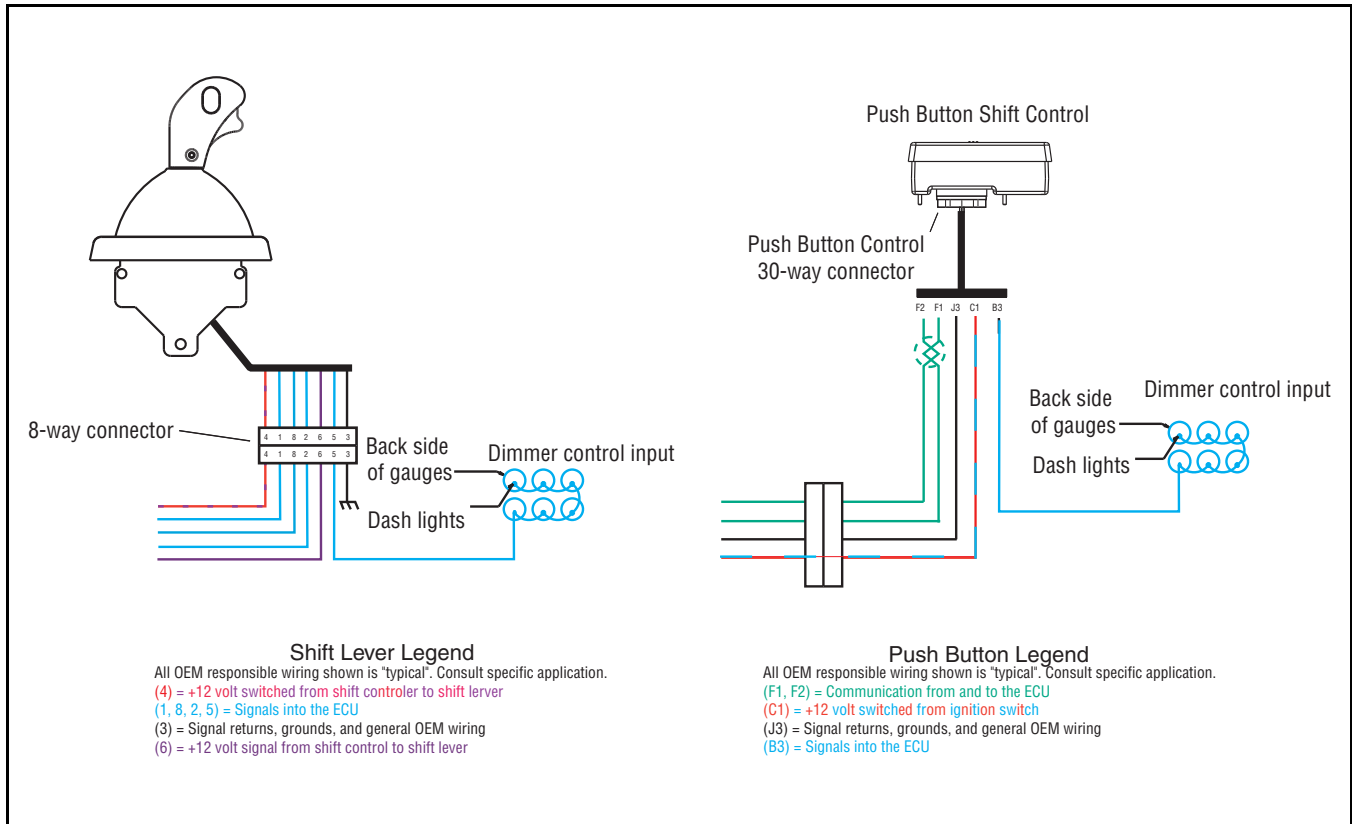 Push Button Shift Control
Push Button Control
30-way connector
F2 F1 J3 C1 B3
8-way connector
4 1 8 2 6 5 3
4 1 8 2 6 5 3
Back side
of gauges
Dimmer control input
Dash lights
Back side
of gauges
Dimmer control input
Dash lights
Shift Lever Legend
All OEM responsible wiring shown is "typical". Consult specific application.
(4) = +12 volt switched from shift controler to shift lerver
(1, 8, 2, 5) = Signals into the ECU
(3) = Signal returns, grounds, and general OEM wiring
(6) = +12 volt signal from shift control to shift lever
Push Button Legend
All OEM responsible wiring shown is "typical". Consult specific application.
(F1, F2) = Communication from and to the ECU
(C1) = +12 volt switched from ignition switch
(J3) = Signal returns, grounds, and general OEM wiring
(B3) = Signals into the ECU